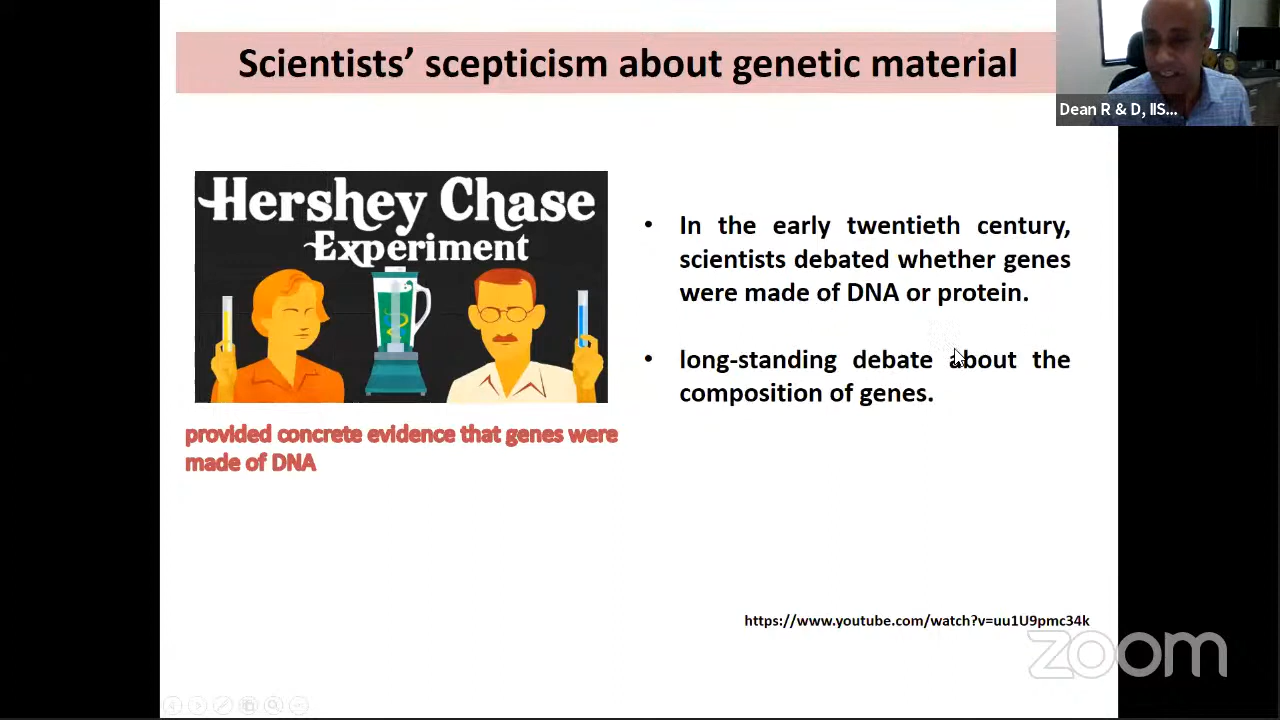 Scientists’ scepticism about genetic material
Dean R & D, IIS...
Hershey Chase
Experiment
• In the early twentieth century,
scientists debated whether genes
were made of DNA or protein.
• long-standing debate about the
composition of genes.
provided concrete evidence that genes were
made of DNA
https://www.youtube.com/watch?v=uu1U9pmc34k
zoom